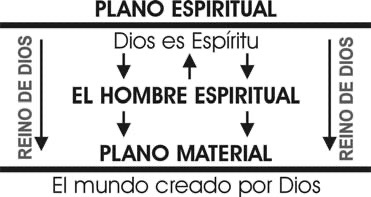 PLANO ESPIRITUAL
Dios es Espíritu
REINO DE DIOS
EL HOMBRE ESPIRITUAL
REINO DE DIOS
PLANO MATERIAL
El mundo creado por Dios